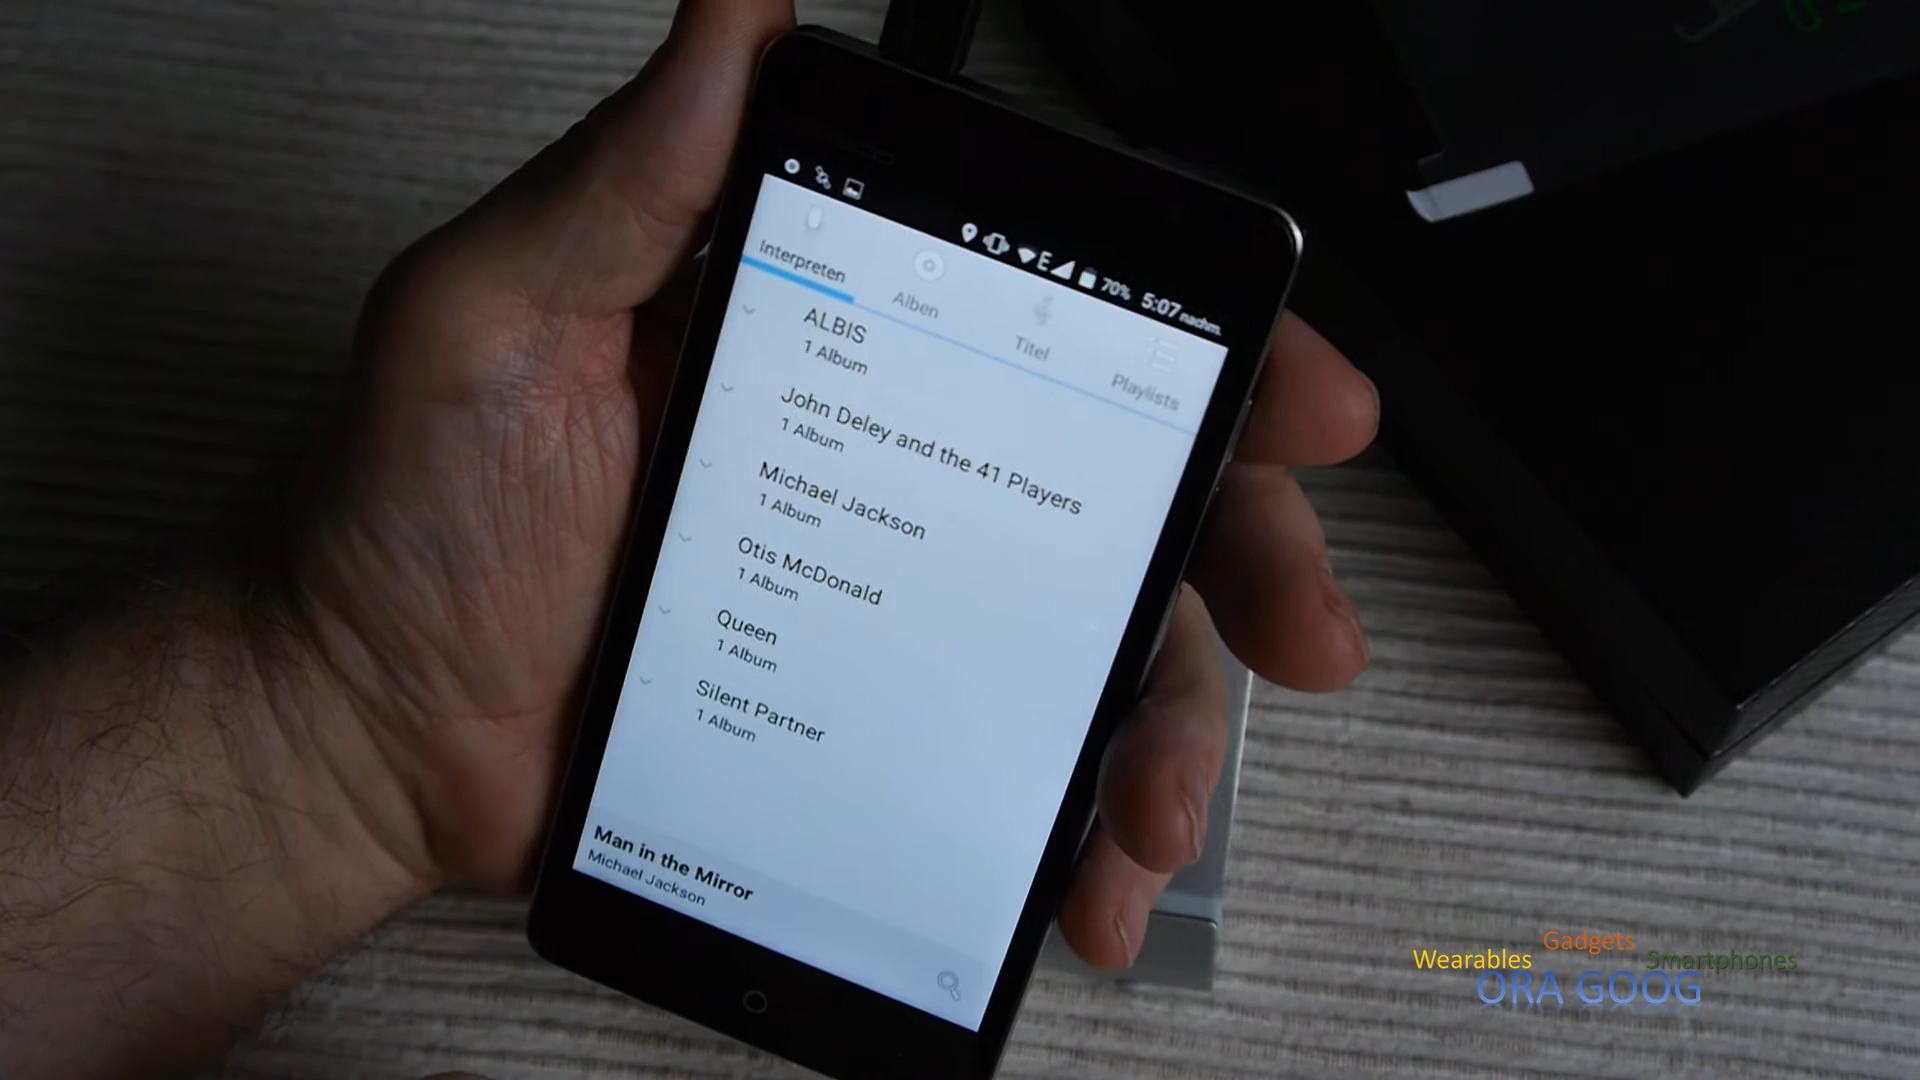 E 70% 5:07 nachm.
Interpreten
Alben
Titel
Playlists
ALBIS
1 Album
John Deley and the 41 Players
1 Album
Michael Jackson
1 Album
Otis McDonald
1 Album
Queen
1 Album
Silent Partner
1 Album
Man in the Mirror
Michael Jackson
Gadgets
Wearables Smartphones
ORA GOOG